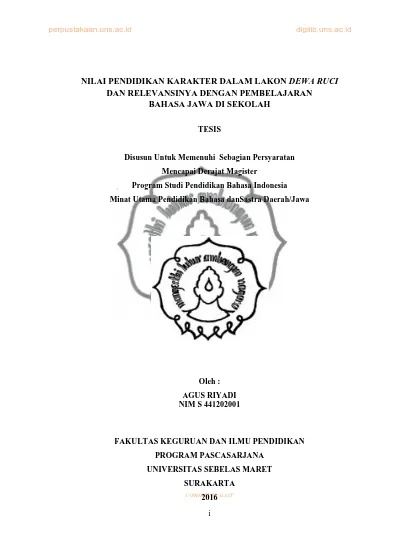 perpustakaan.uns.ac.id
digilib.uns.ac.id
NILAI PENDIDIKAN KARAKTER DALAM LAKON DEWA RUCI
DAN RELEVANSINYA DENGAN PEMBELAJARAN
BAHASA JAWA DI SEKOLAH
TESIS
Disusun Untuk Memenuhi Sebagian Persyaratan
Mencapai Derajat Magister
Program Studi Pendidikan Bahasa Indonesia
Minat Utama Pendidikan Bahasa danSastra Daerah/Jawa
Oleh :
AGUS RIYADI
NIM S 441202001
FAKULTAS KEGURUAN DAN ILMU PENDIDIKAN
PROGRAM PASCASARJANA
UNIVERSITAS SEBELAS MARET
SURAKARTA
2016
i